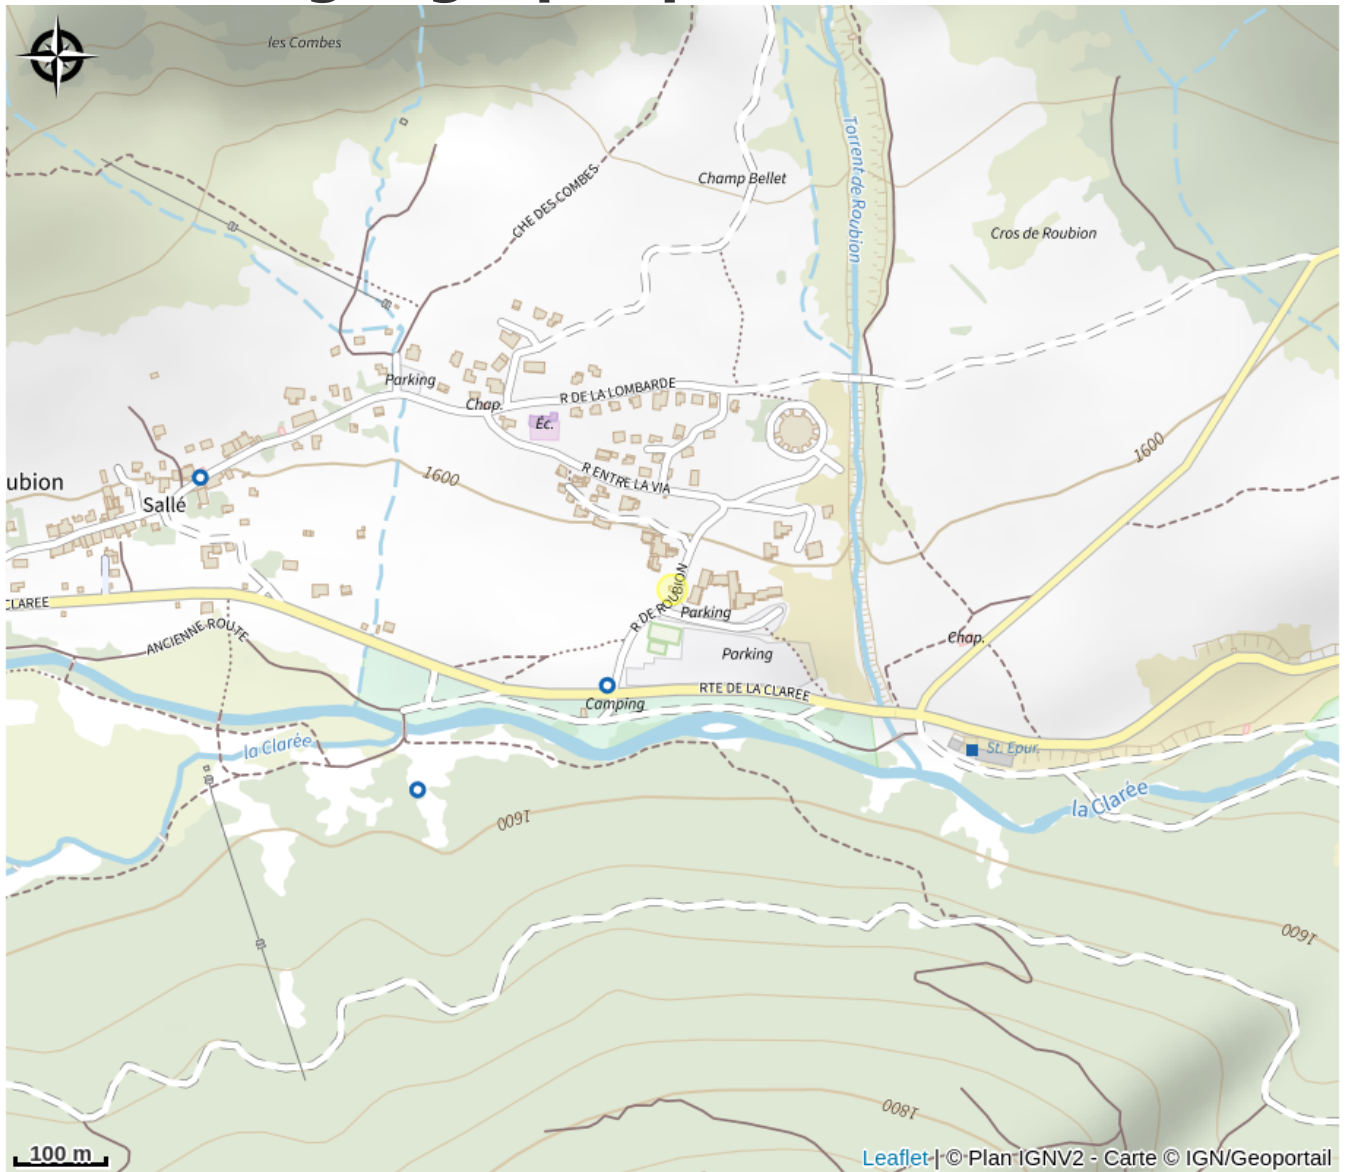 les Combes
Torrent de Roubion
CHE DES COMBES
Champ Bellet
Cros de Roubion
Parking
R DE LA LOMBARDE
Chap.
Éc.
1600
1600
R ENTRE LA VIA
ubion
Sallé
R DE ROUBION
CLAREE
Parking
ANCIENNE ROUTE
Chap.
Parking
RTE DE LA CLAREE
Camping
la Clarée
St. Epur.
la Clarée
1600
1600
1800
100 m
Leaflet | © Plan IGNV2 - Carte © IGN/Geoportail